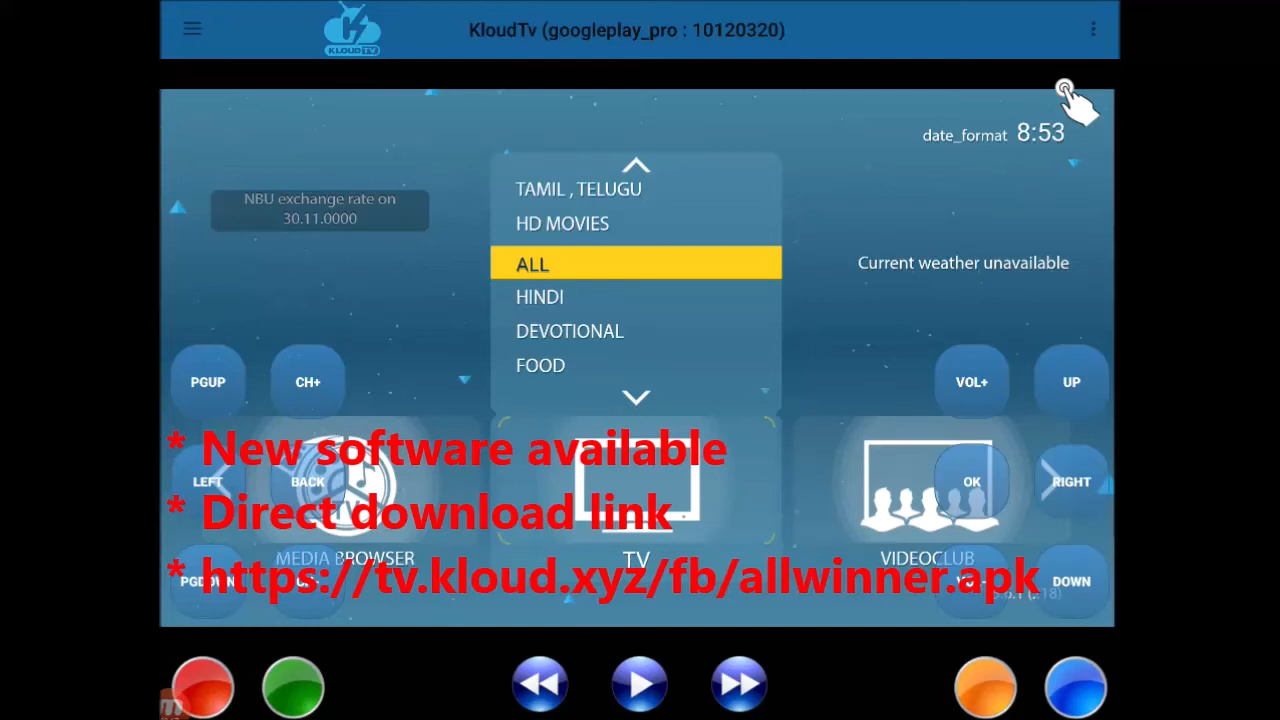 KLOUDTV
KloudTv (googleplay_pro : 10120320)
date_format 8:53
NBU exchange rate on
30.11.0000
TAMIL , TELUGU
HD MOVIES
ALL
HINDI
DEVOTIONAL
FOOD
Current weather unavailable
PGUP
CH+
VOL+
UP
* New software available
LEFT
BACK
OK
RIGHT
* Direct download link
MEDIA BROWSER
TV
VIDEOCLUB
* https://tv.kloud.xyz/fb/allwinner.apk
PGDOWN
DOWN